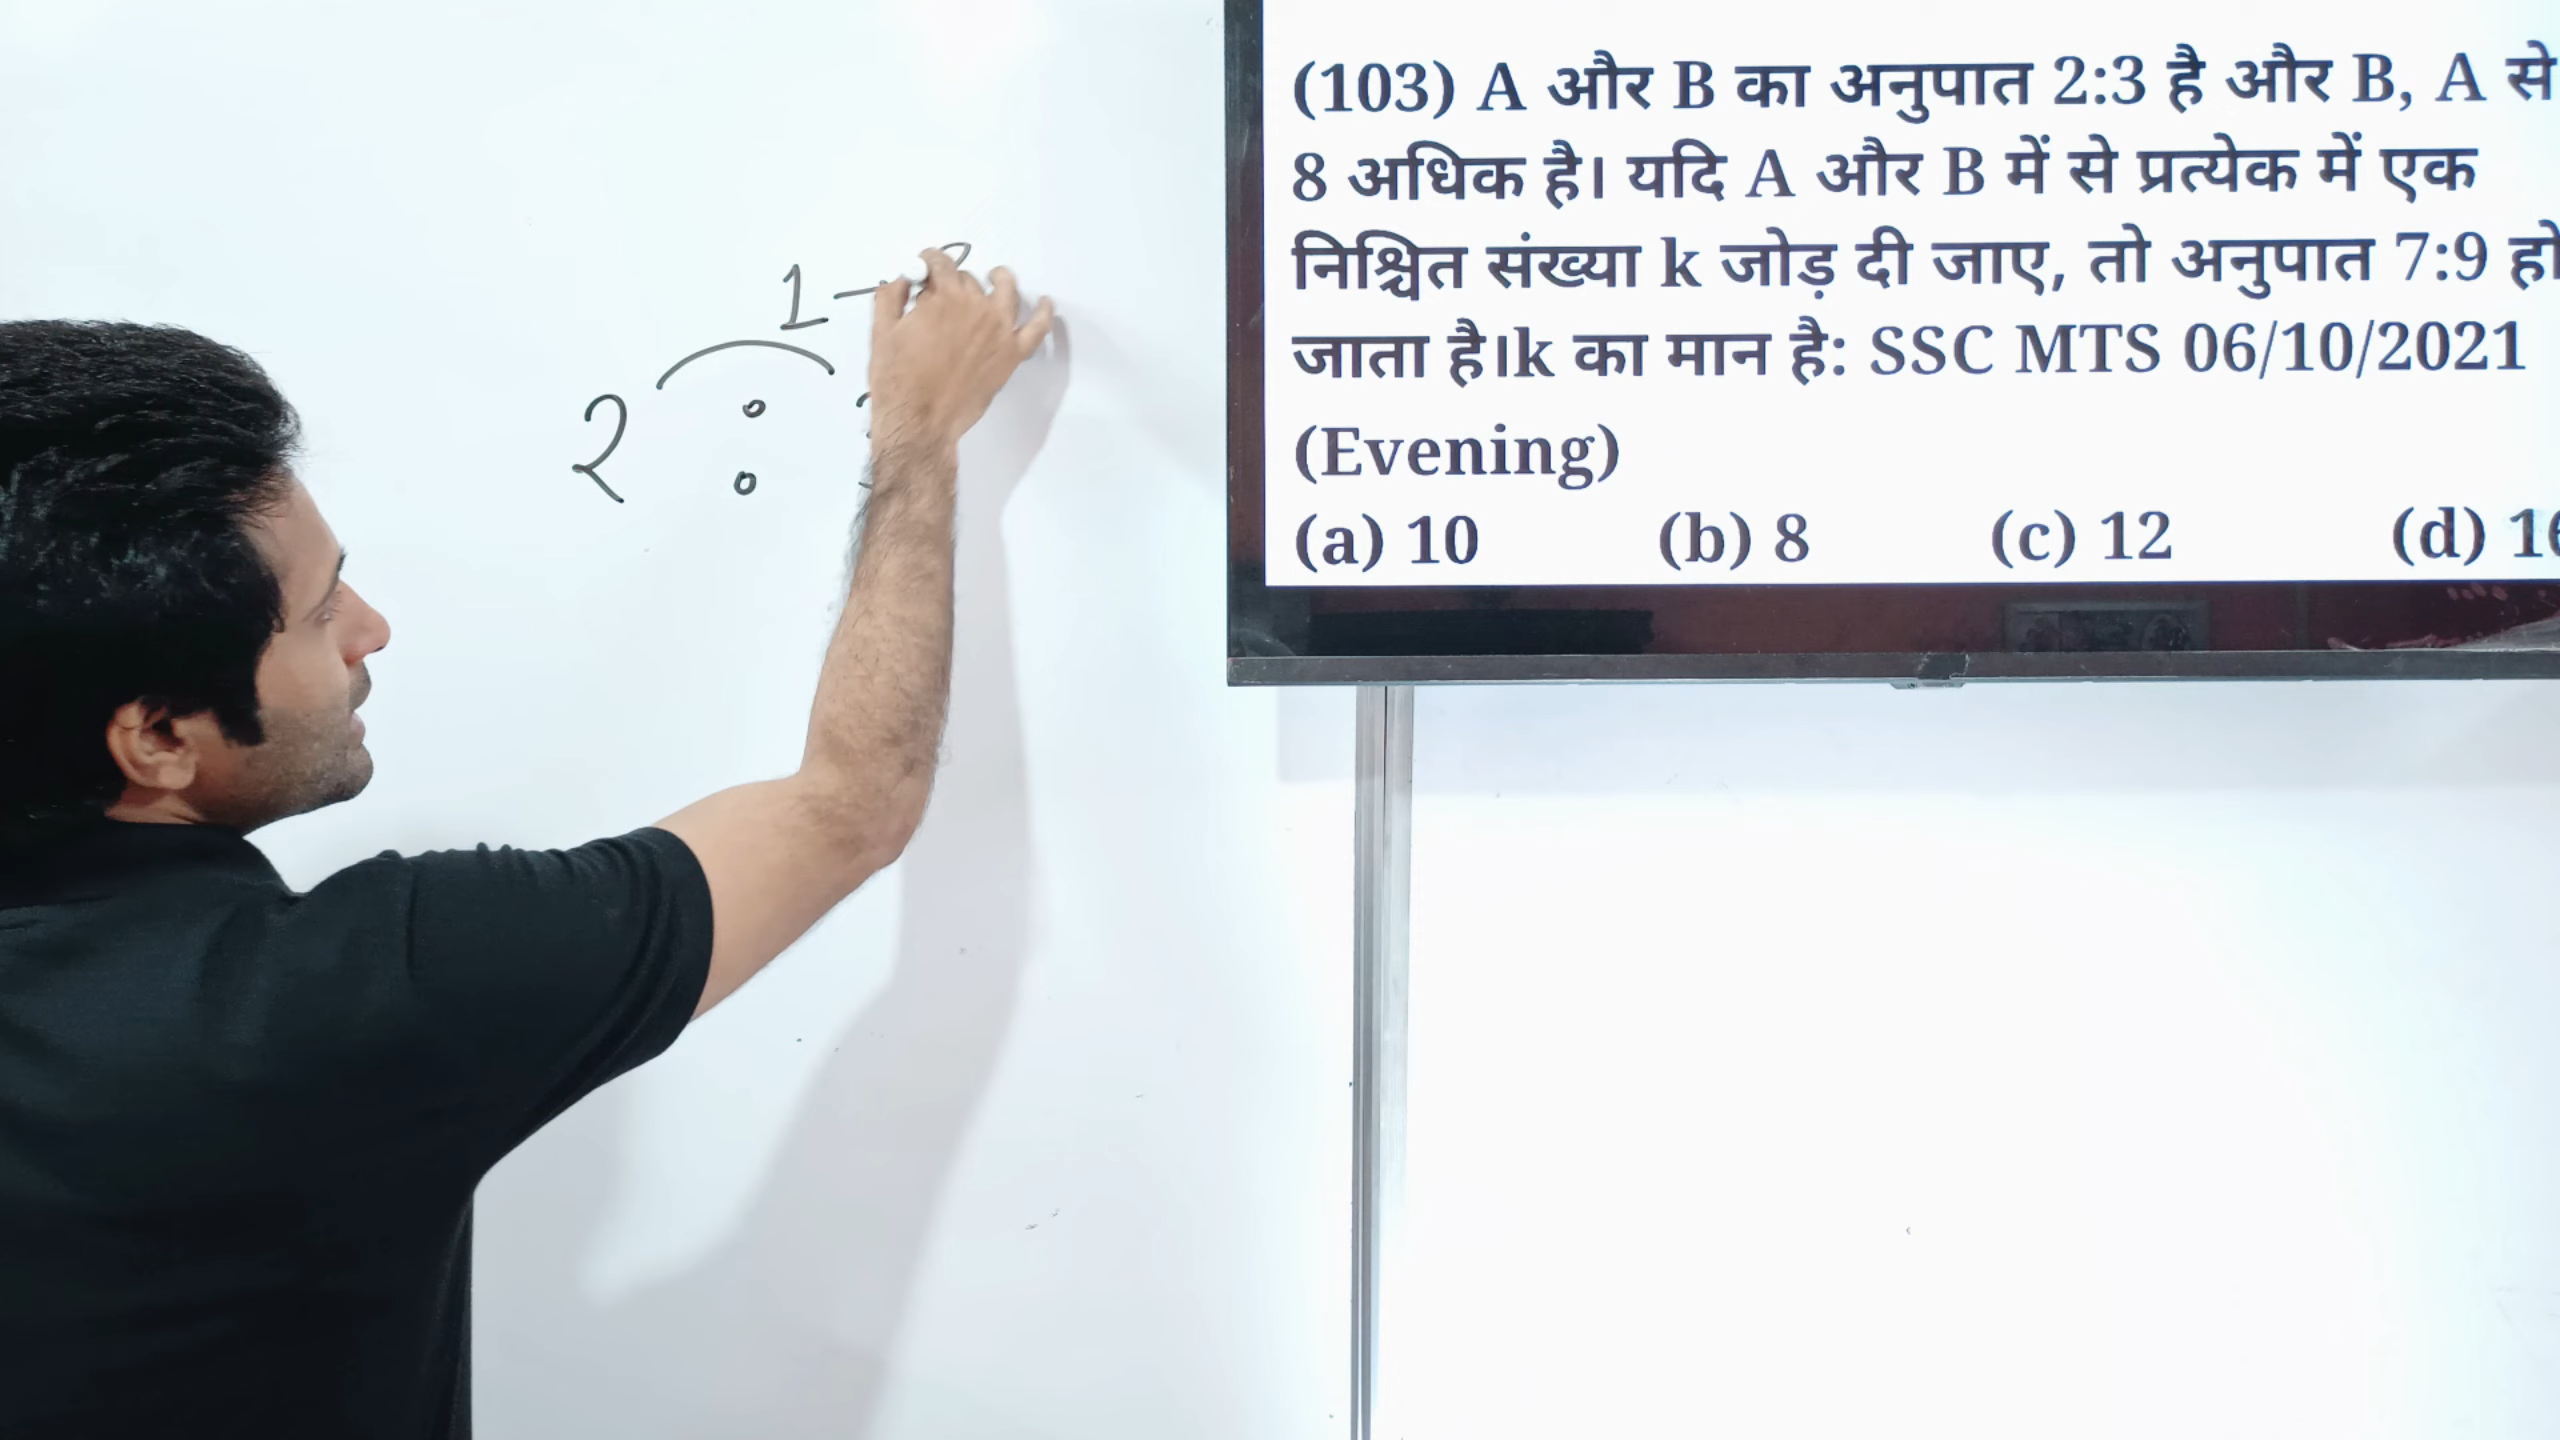 (103) A और B का अनुपात 2:3 है और B, A से
8 अधिक है। यदि A और B में से प्रत्येक में एक
निश्चित संख्या k जोड़ दी जाए, तो अनुपात 7:9 हो
जाता है।k का मान है: SSC MTS 06/10/2021
(Evening)
(a) 10 (b) 8 (c) 12 (d)
1 →
2 :